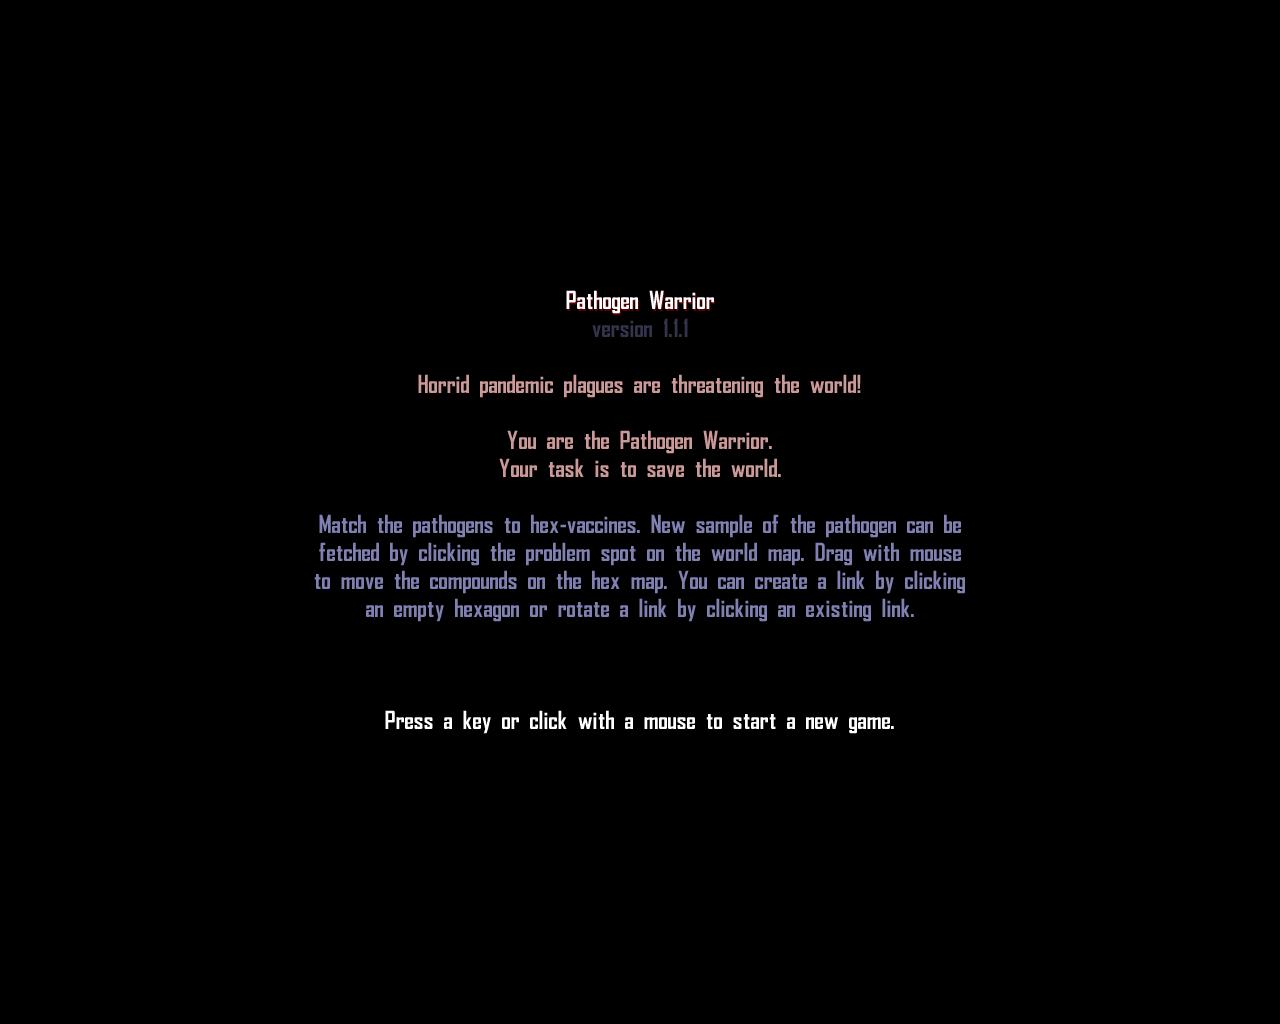 Pathogen Warrior
version 1.1.1
Horrid pandemic plagues are threatening the world!
You are the Pathogen Warrior.
Your task is to save the world.
Match the pathogens to hex-vaccines. New sample of the pathogen can be
fetched by clicking the problem spot on the world map. Drag with mouse
to move the compounds on the hex map. You can create a link by clicking
an empty hexagon or rotate a link by clicking an existing link.
Press a key or click with a mouse to start a new game.